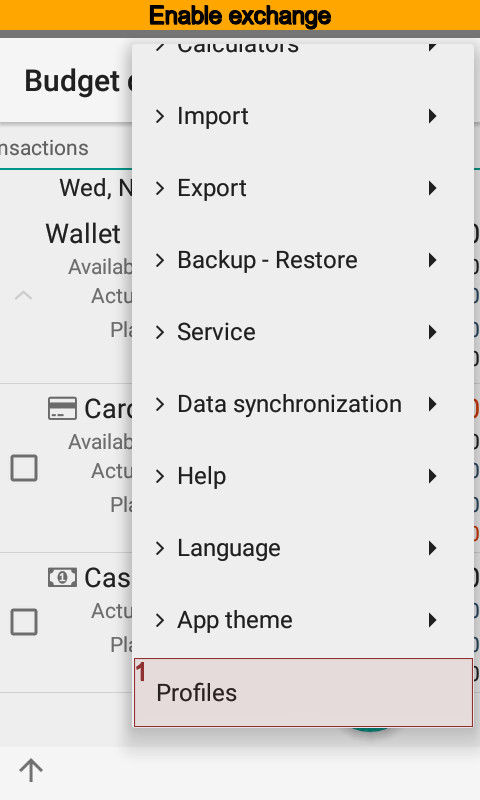 Enable exchange
Calculators
Budget
Import
nsactions
Wed, N
Export
Wallet
Availab
Backup - Restore
Actu
Pla
Service
Card
Data synchronization
Availab
Actu
Help
Pla
Language
Cas
Actu
App theme
Pla
1
Profiles